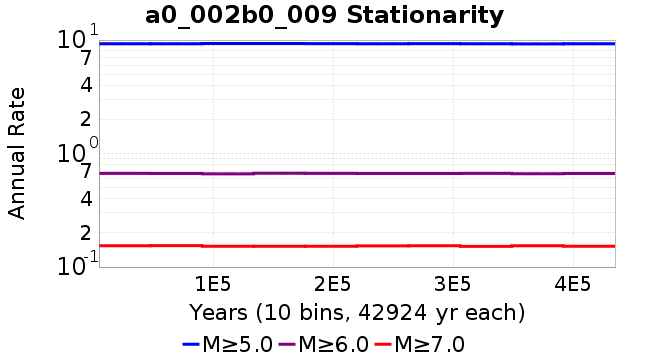 a0_002b0_009 Stationarity
Annual Rate
10^1
7
4
2
10^0
7
4
2
10^-1
1E5 2E5 3E5 4E5
Years (10 bins, 42924 yr each)
M≥5.0 M≥6.0 M≥7.0